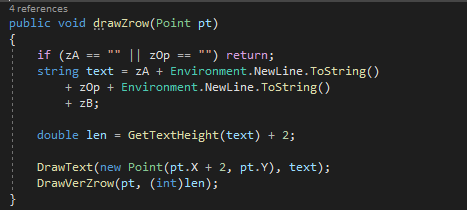 4 references
public void drawZrow(Point pt)
{
if (zA == "" || zOp == "") return;
string text = zA + Environment.NewLine.ToString()
+ zOp + Environment.NewLine.ToString()
+ zB;
double len = GetTextHeight(text) + 2;
DrawText(new Point(pt.X + 2, pt.Y), text);
DrawVerZrow(pt, (int)len);
}